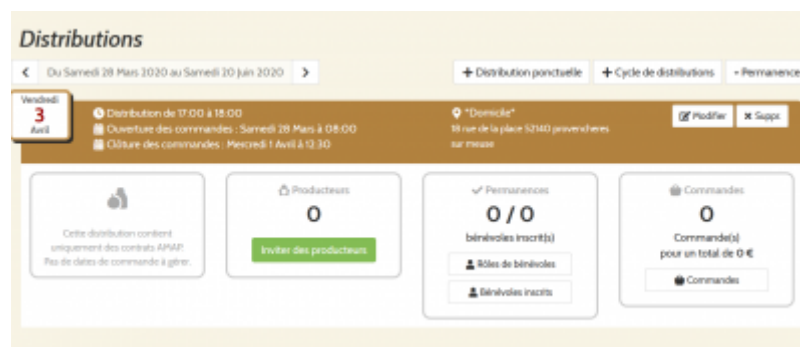 Distributions
Du Samedi 28 Mars 2020 au Samedi 20 Juin 2020
+ Distribution ponctuelle
+ Cycle de distributions
Permanence
Vendredi
3
Avril
Distribution de 17:00 à 18:00
Ouverture des commandes : Samedi 28 Mars à 08:00
Clôture des commandes : Mercredi 1 Avril à 12:30
"Domicile"
18 rue de la place 52140 provencheres
sur meuse
Modifier
Suppr.
Cette distribution contient
uniquement des contrats AMAP.
Pas de dates de commande à gérer.
Producteurs
0
Inviter des producteurs
Permanences
0 / 0
bénévoles inscrit(s)
Rôles de bénévoles
Bénévoles inscrits
Commandes
0
Commande(s)
pour un total de 0 €
Commandes